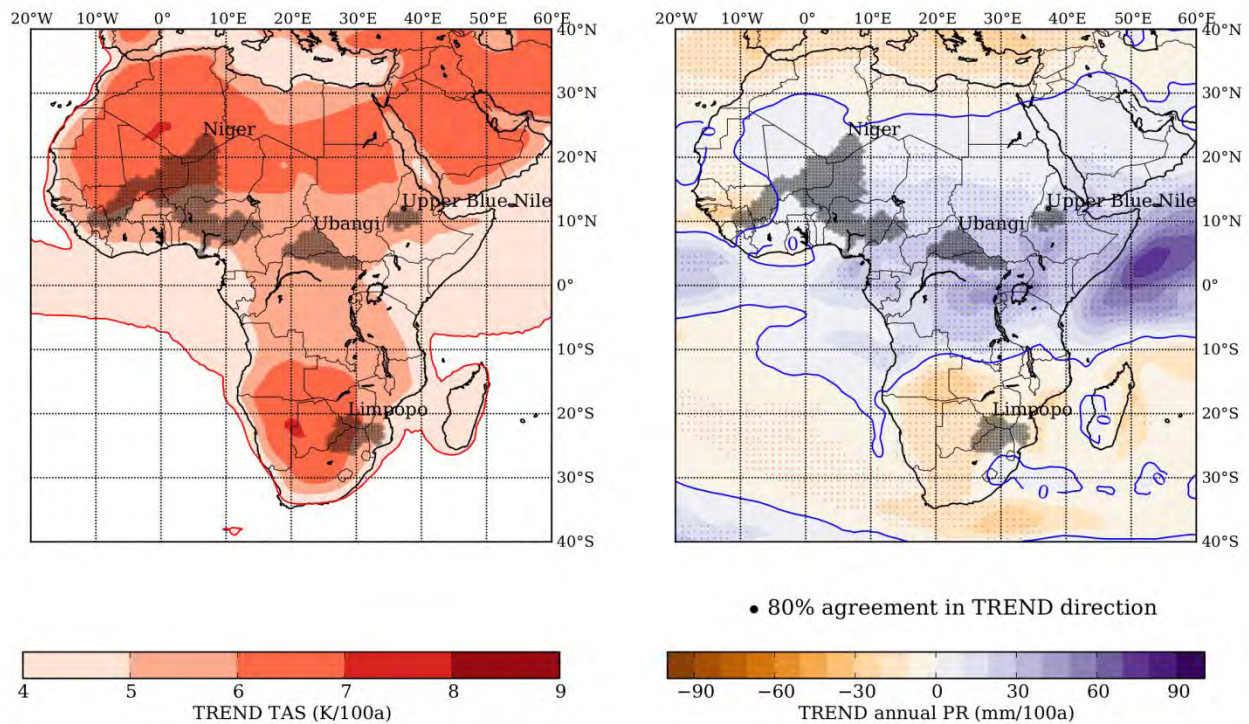 20°W 10°W 0° 10°E 20°E 30°E 40°E 50°E 60°E
40°N
30°N
20°N
10°N
0°
10°S
20°S
30°S
40°S
Niger
Upper Blue Nile
Ubangi
Limpopo
4 5 6 7 8 9
TREND TAS (K/100a)
20°W 10°W 0° 10°E 20°E 30°E 40°E 50°E 60°E
40°N
30°N
20°N
10°N
0°
10°S
20°S
30°S
40°S
0
Niger
Upper Blue Nile
Ubangi
0
Limpopo
0
0
0
• 80% agreement in TREND direction
−90 −60 −30 0 30 60 90
TREND annual PR (mm/100a)